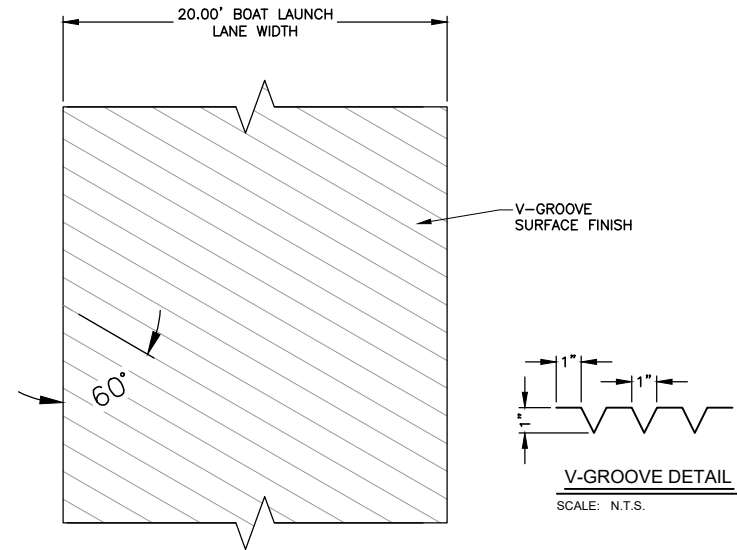 20.00' BOAT LAUNCH
LANE WIDTH
V-GROOVE
SURFACE FINISH
60°
1"
1"
1"
V-GROOVE DETAIL
SCALE: N.T.S.